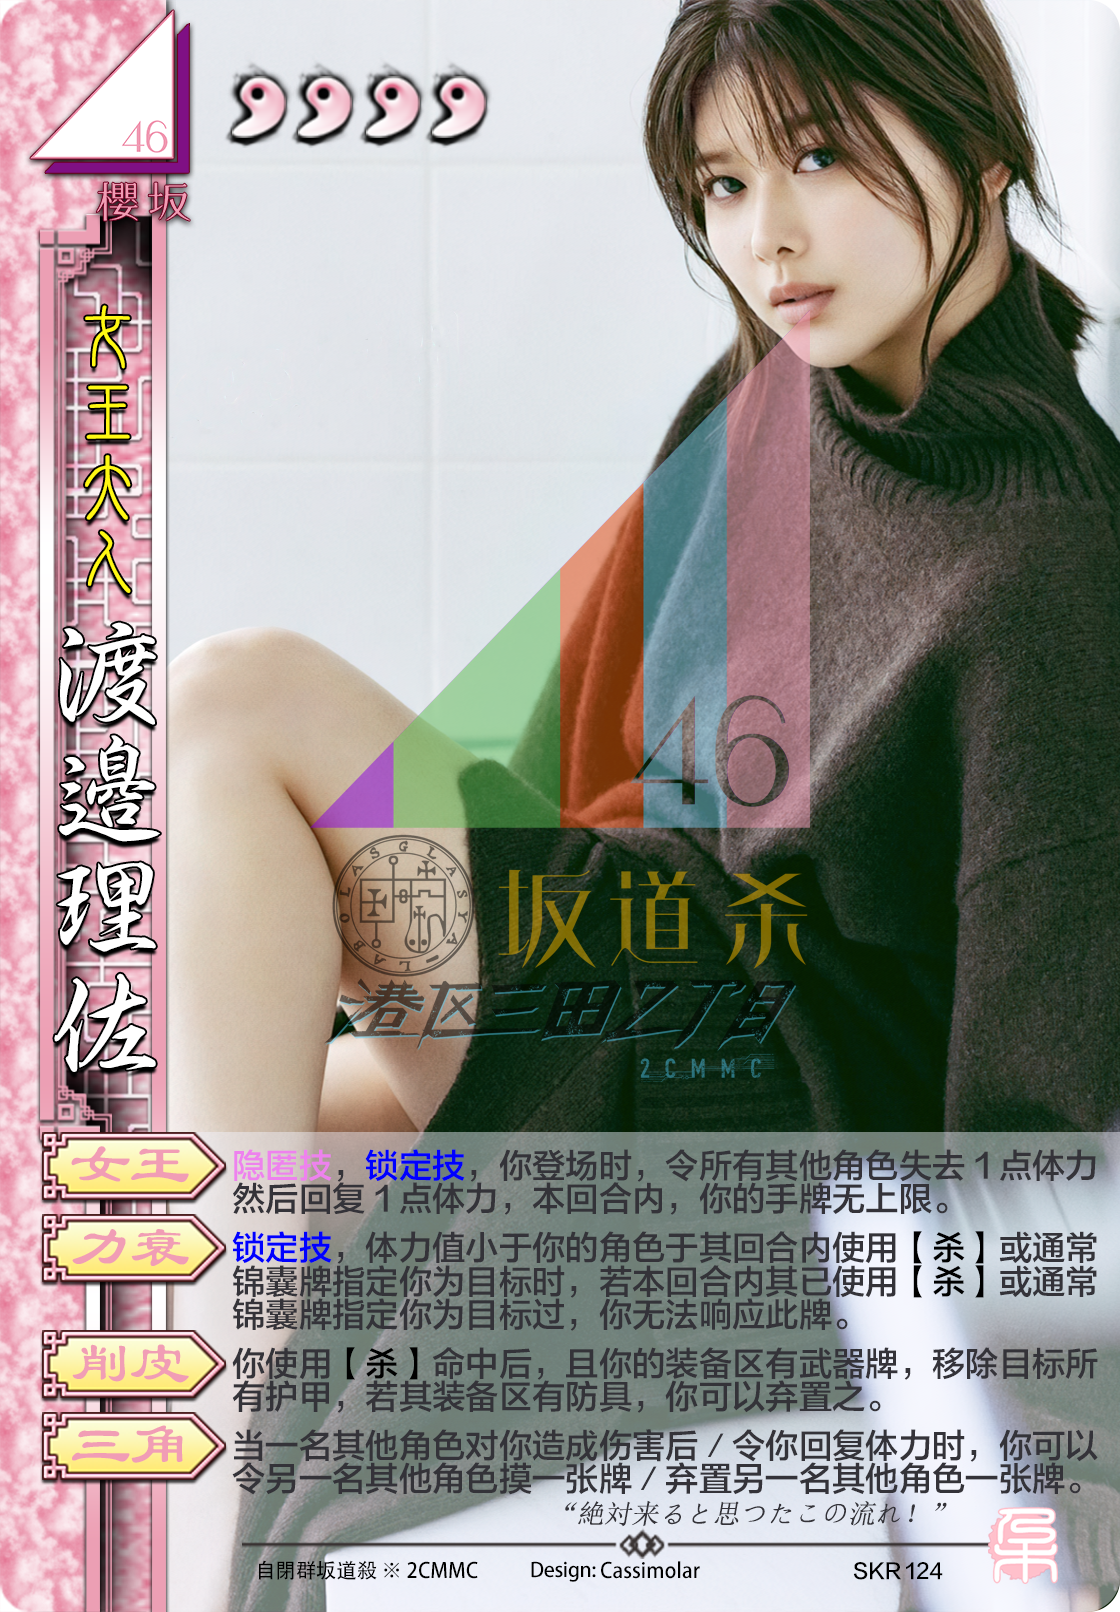 46
櫻坂
女王大人
渡邉理佐
46
GLASYALABOLAS
坂道杀
港区三田2丁目
2CMMC
女王
隐匿技，锁定技，你登场时，令所有其他角色失去1点体力
然后回复1点体力，本回合内，你的手牌无上限。
力衰
锁定技，体力值小于你的角色于其回合内使用【杀】或通常
锦囊牌指定你为目标时，若本回合内其已使用【杀】或通常
锦囊牌指定你为目标过，你无法响应此牌。
削皮
你使用【杀】命中后，且你的装备区有武器牌，移除目标所
有护甲，若其装备区有防具，你可以弃置之。
三角
当一名其他角色对你造成伤害后/令你回复体力时，你可以
令另一名其他角色摸一张牌/弃置另一名其他角色一张牌。
“絶対来ると思つたこの流れ！”
自閉群坂道殺 ※ 2CMMC
Design: Cassimolar
SKR124